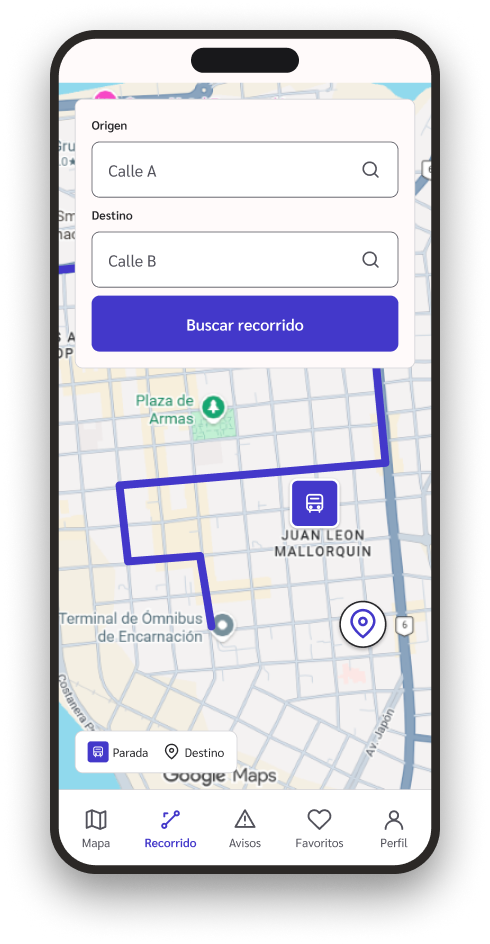 Origen
Calle A
Destino
Calle B
Buscar recorrido
Plaza de
Armas
JUAN LEON
MALLORQUIN
Terminal de Ómnibus
de Encarnación
6
Costanera
Av. Japón
Parada
Destino
Google Maps
Mapa
Recorrido
Avisos
Favoritos
Perfil